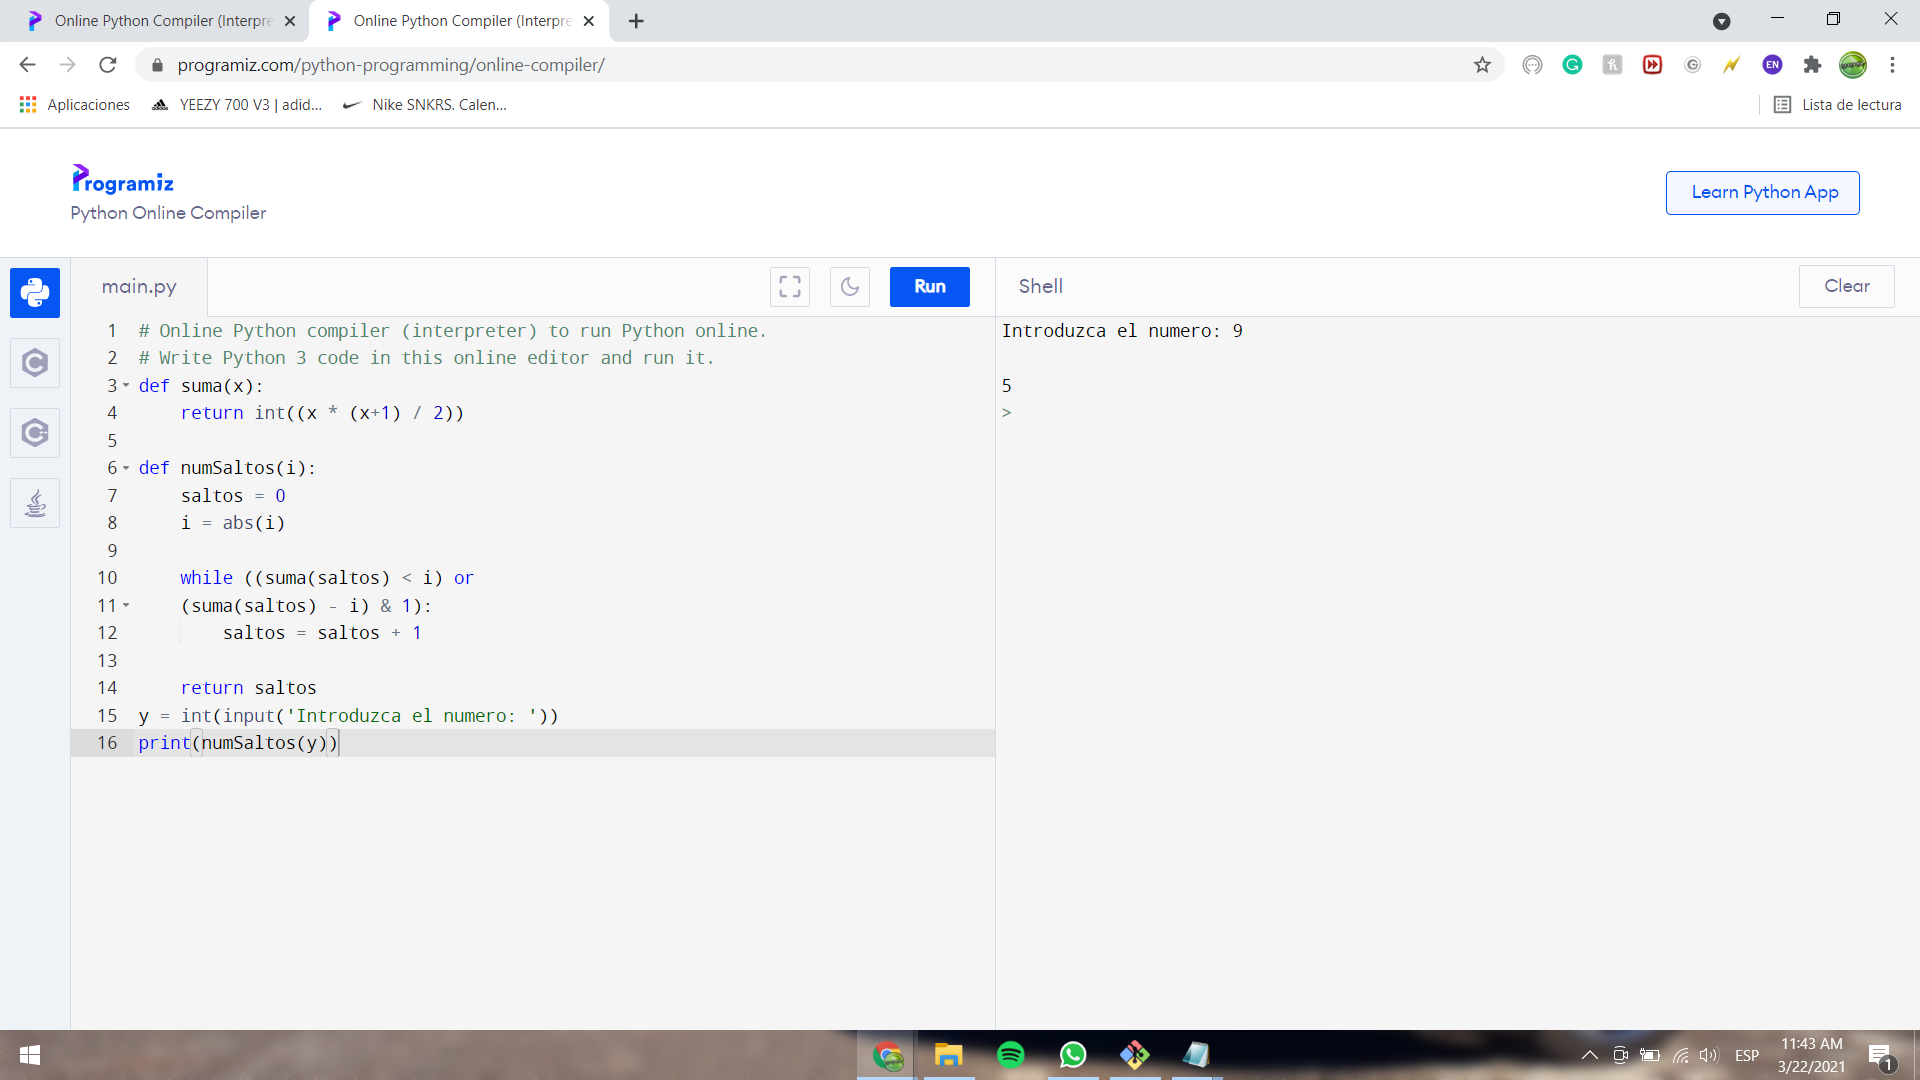 Online Python Compiler (Interpre
Online Python Compiler (Interpre
programiz.com/python-programming/online-compiler/
EN
Aplicaciones
YEEZY 700 V3 | adid...
Nike SNKRS. Calen...
Lista de lectura
Programiz
Python Online Compiler
Learn Python App
main.py
Run
Shell
Clear
1 # Online Python compiler (interpreter) to run Python online.
2 # Write Python 3 code in this online editor and run it.
3 def suma(x):
4 return int((x * (x+1) / 2))
5
6 def numSaltos(i):
7 saltos = 0
8 i = abs(i)
9
10 while ((suma(saltos) < i) or
11 (suma(saltos) - i) & 1):
12 saltos = saltos + 1
13
14 return saltos
15 y = int(input('Introduzca el numero: '))
16 print(numSaltos(y))
Introduzca el numero: 9
5
>
ESP
11:43 AM
3/22/2021
1